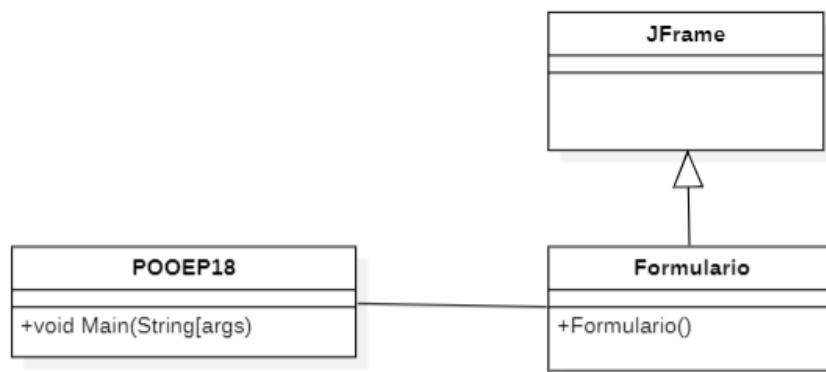 JFrame
POOEP18
+void Main(String[args)
Formulario
+Formulario()